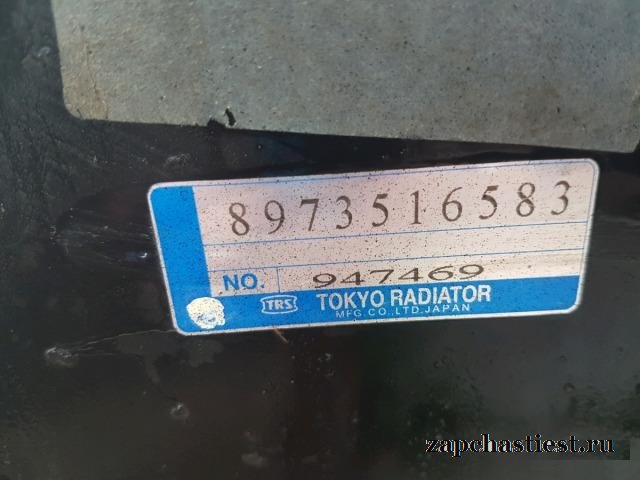 8973516583
NO. 947469
TRS TOKYO RADIATOR
MFG.CO.,LTD.JAPAN
zapchastiest.ru